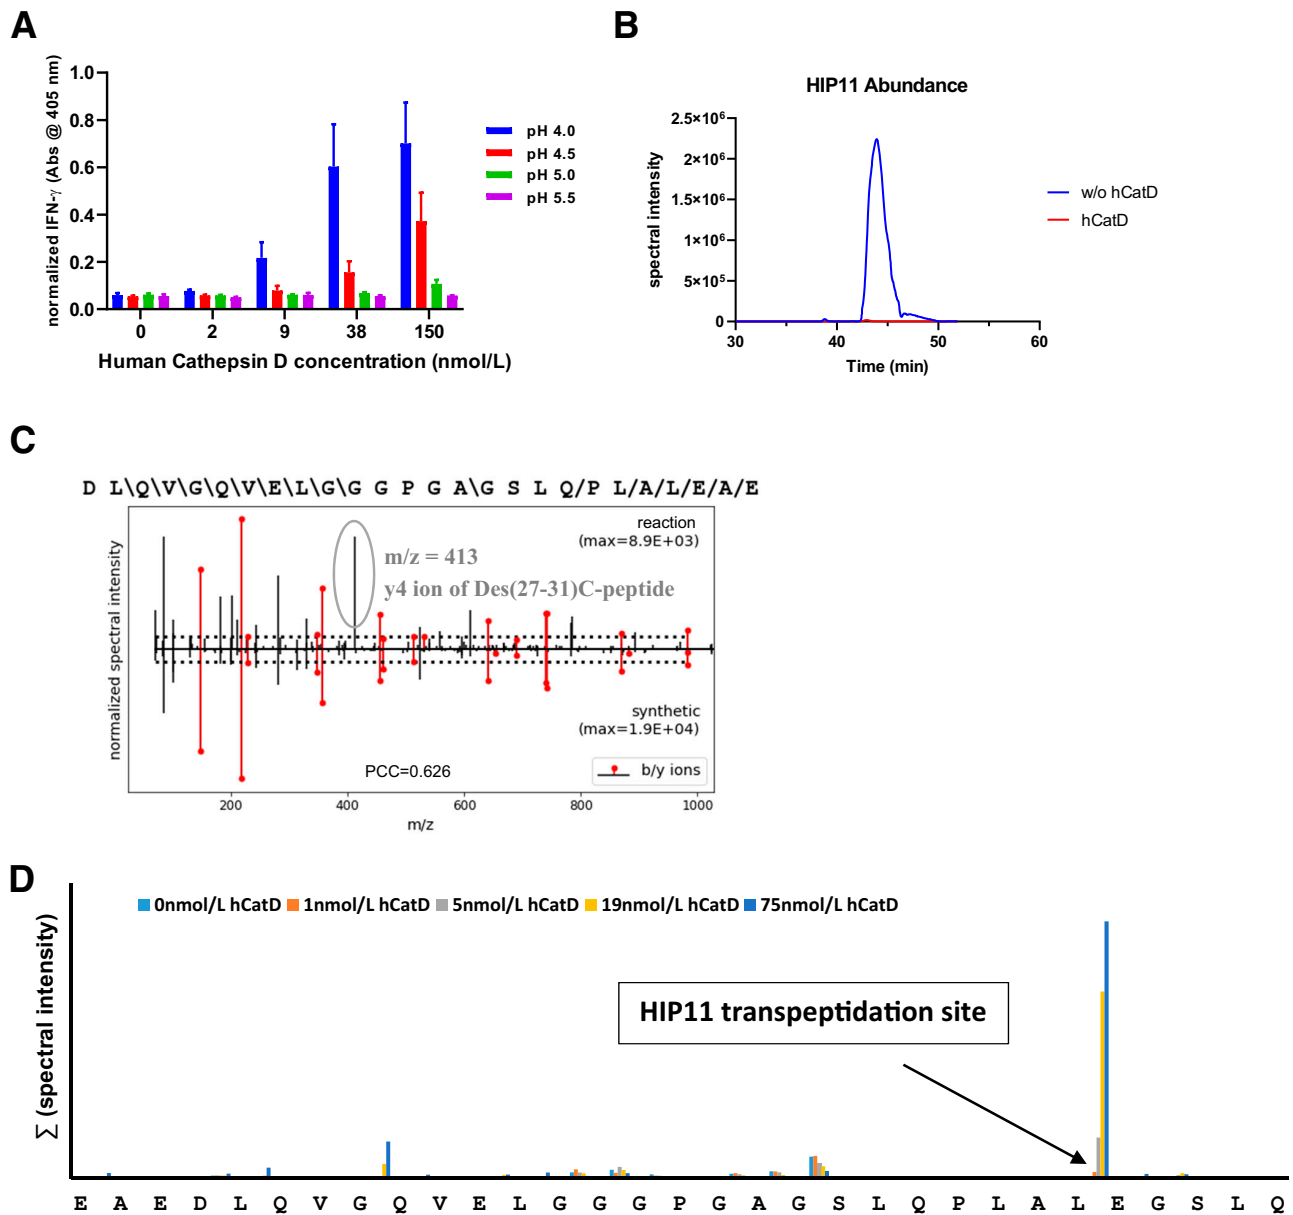 A
normalized IFN-γ (Abs @ 405 nm)
1.0
0.8
0.6
0.4
0.2
0.0
0 2 9 38 150
Human Cathepsin D concentration (nmol/L)
pH 4.0
pH 4.5
pH 5.0
pH 5.5
B
HIP11 Abundance
spectral intensity
2.5×10⁶
2×10⁶
1.5×10⁶
1×10⁶
5×10⁵
0
30 40 50 60
Time (min)
w/o hCatD
hCatD
C
D L\Q\V\G\Q\V\E\L\G\G G P G A\G S L Q/P L/A/L/E/A/E
normalized spectral intensity
reaction
(max=8.9E+03)
m/z = 413
y4 ion of Des(27-31)C-peptide
synthetic
(max=1.9E+04)
PCC=0.626
b/y ions
200 400 600 800 1000
m/z
D
∑ (spectral intensity)
0nmol/L hCatD 1nmol/L hCatD 5nmol/L hCatD 19nmol/L hCatD 75nmol/L hCatD
HIP11 transpeptidation site
E A E D L Q V G Q V E L G G G P G A G S L Q P L A L E G S L Q